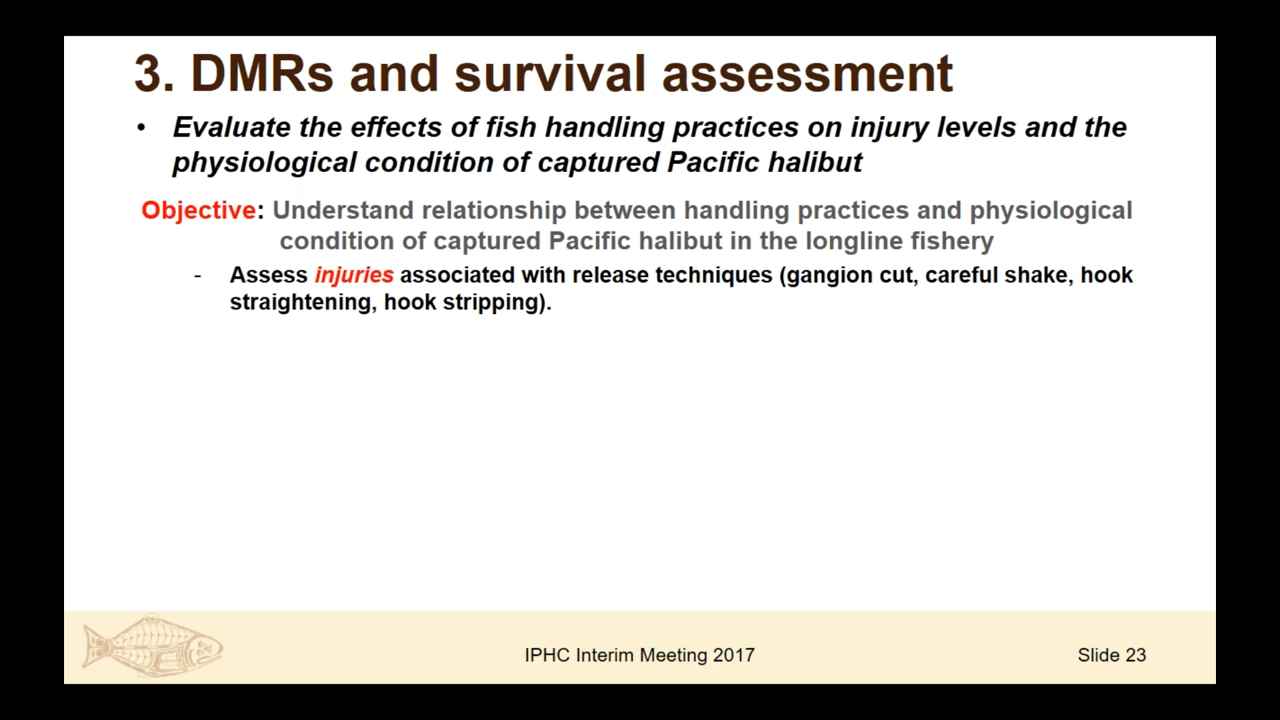 3. DMRs and survival assessment
• Evaluate the effects of fish handling practices on injury levels and the
physiological condition of captured Pacific halibut
Objective: Understand relationship between handling practices and physiological
condition of captured Pacific halibut in the longline fishery
- Assess injuries associated with release techniques (gangion cut, careful shake, hook
straightening, hook stripping).
IPHC Interim Meeting 2017
Slide 23